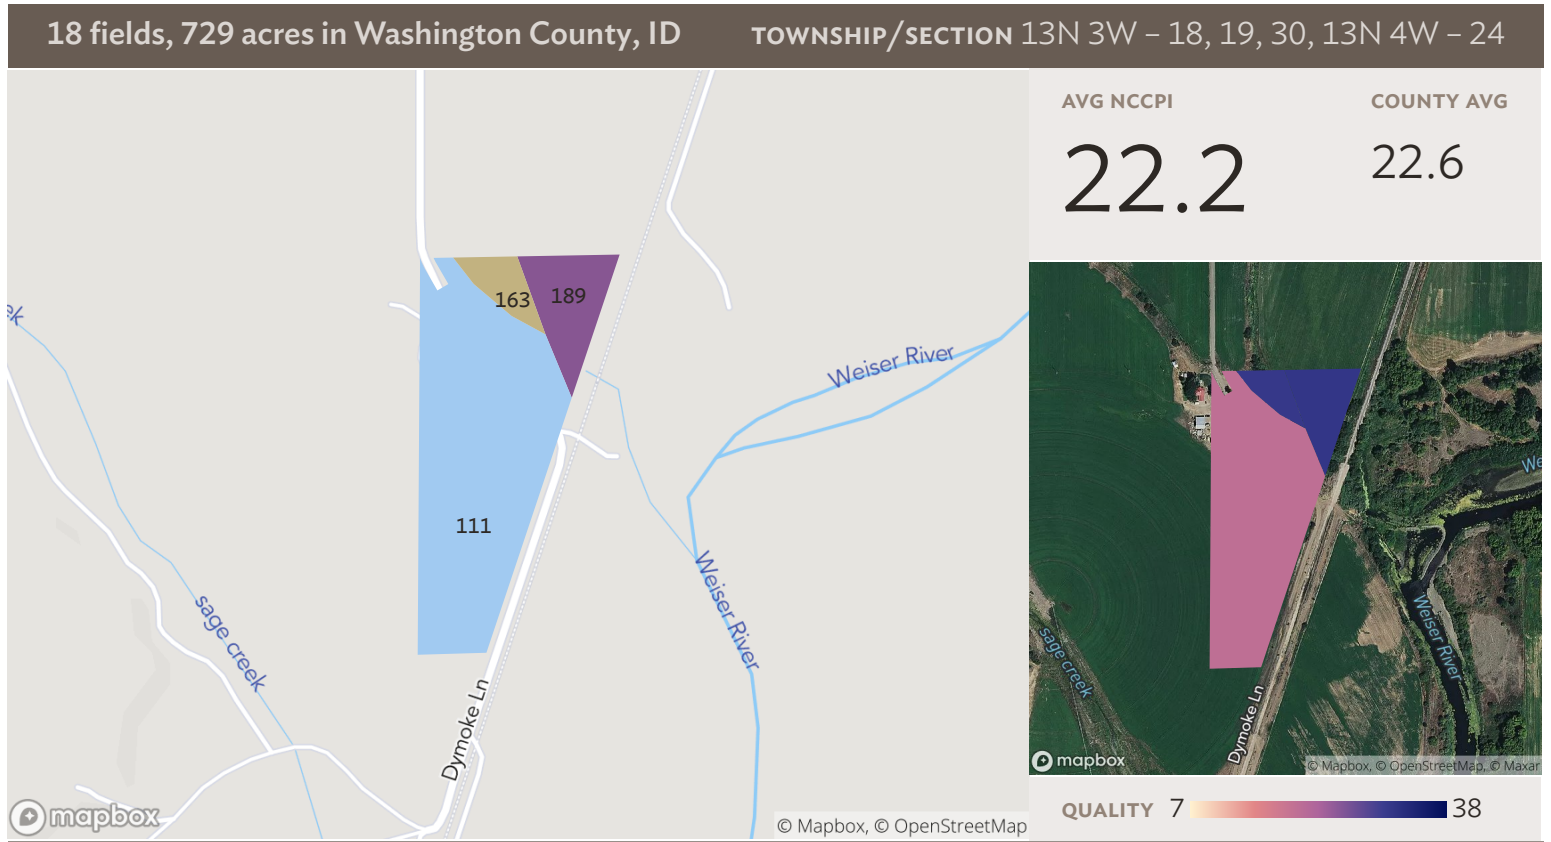 18 fields, 729 acres in Washington County, ID
TOWNSHIP/SECTION 13N 3W – 18, 19, 30, 13N 4W – 24
AVG NCCPI
COUNTY AVG
22.2
22.6
163
189
ek
Weiser River
111
Weiser River
sage creek
Dymoke Ln
mapbox
© Mapbox, © OpenStreetMap
We
Weiser River
sage creek
Dymoke Ln
mapbox
© Mapbox, © OpenStreetMap, © Maxar
QUALITY 7 38